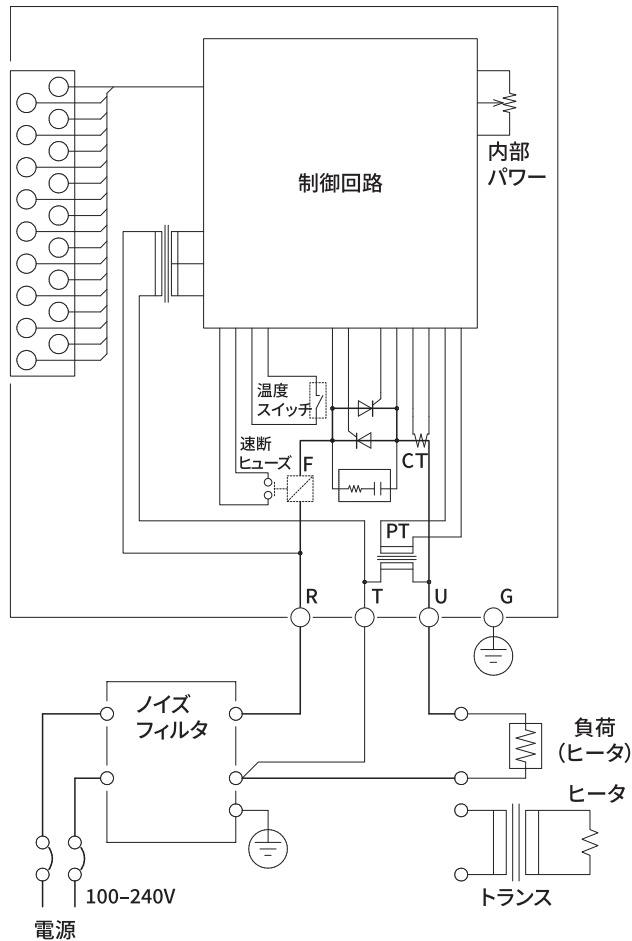 内部
パワー
制御回路
温度
スイッチ
速断
ヒューズ F
CT
PT
R T U G
ノイズ
フィルタ
負荷
(ヒータ)
ヒータ
トランス
100–240V
電源